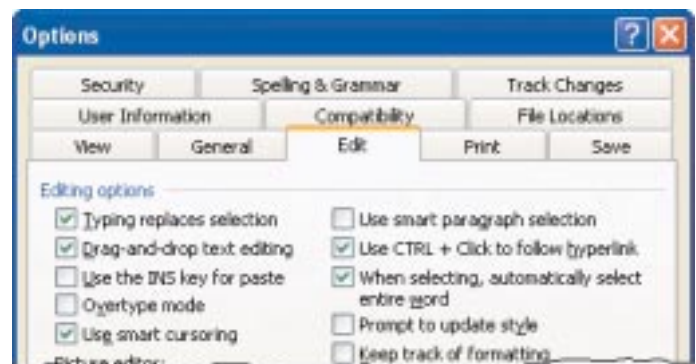 Options
Security Spelling & Grammar Track Changes
User Information Compatibility File Locations
View General Edit Print Save
Editing options
Typing replaces selection
Drag-and-drop text editing
Use the INS key for paste
Overtype mode
Use smart cursoring
Picture editor:
Use smart paragraph selection
Use CTRL + Click to follow hyperlink
When selecting, automatically select
entire word
Prompt to update style
Keep track of formatting